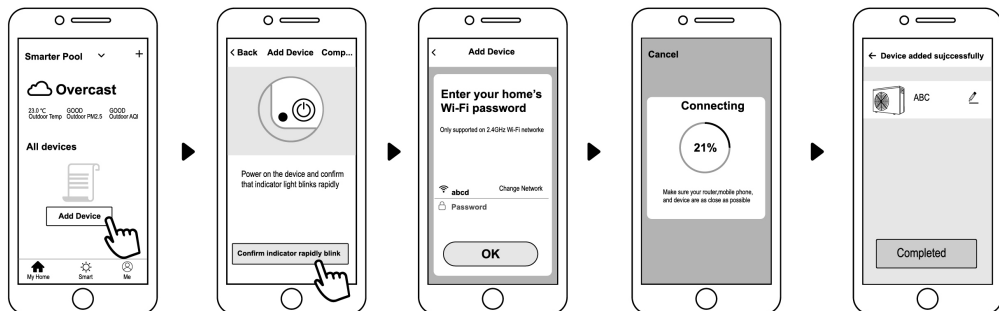 Smarter Pool +
Overcast
23.0 ℃ GOOD GOOD
Outdoor Temp Outdoor PM2.5 Outdoor AQI
All devices
Add Device
My Home Smart Me
< Back Add Device Comp...
Power on the device and confirm
that indicator light blinks rapidly
Confirm indicator rapidly blink
< Add Device
Enter your home's
Wi-Fi password
Only supported on 2.4GHz Wi-Fi networke
abcd Change Network
Password
OK
Cancel
Connecting
21%
Make sure your router,mobile phone,
and device are as close as possible
← Device added sujccessfully
ABC
Completed